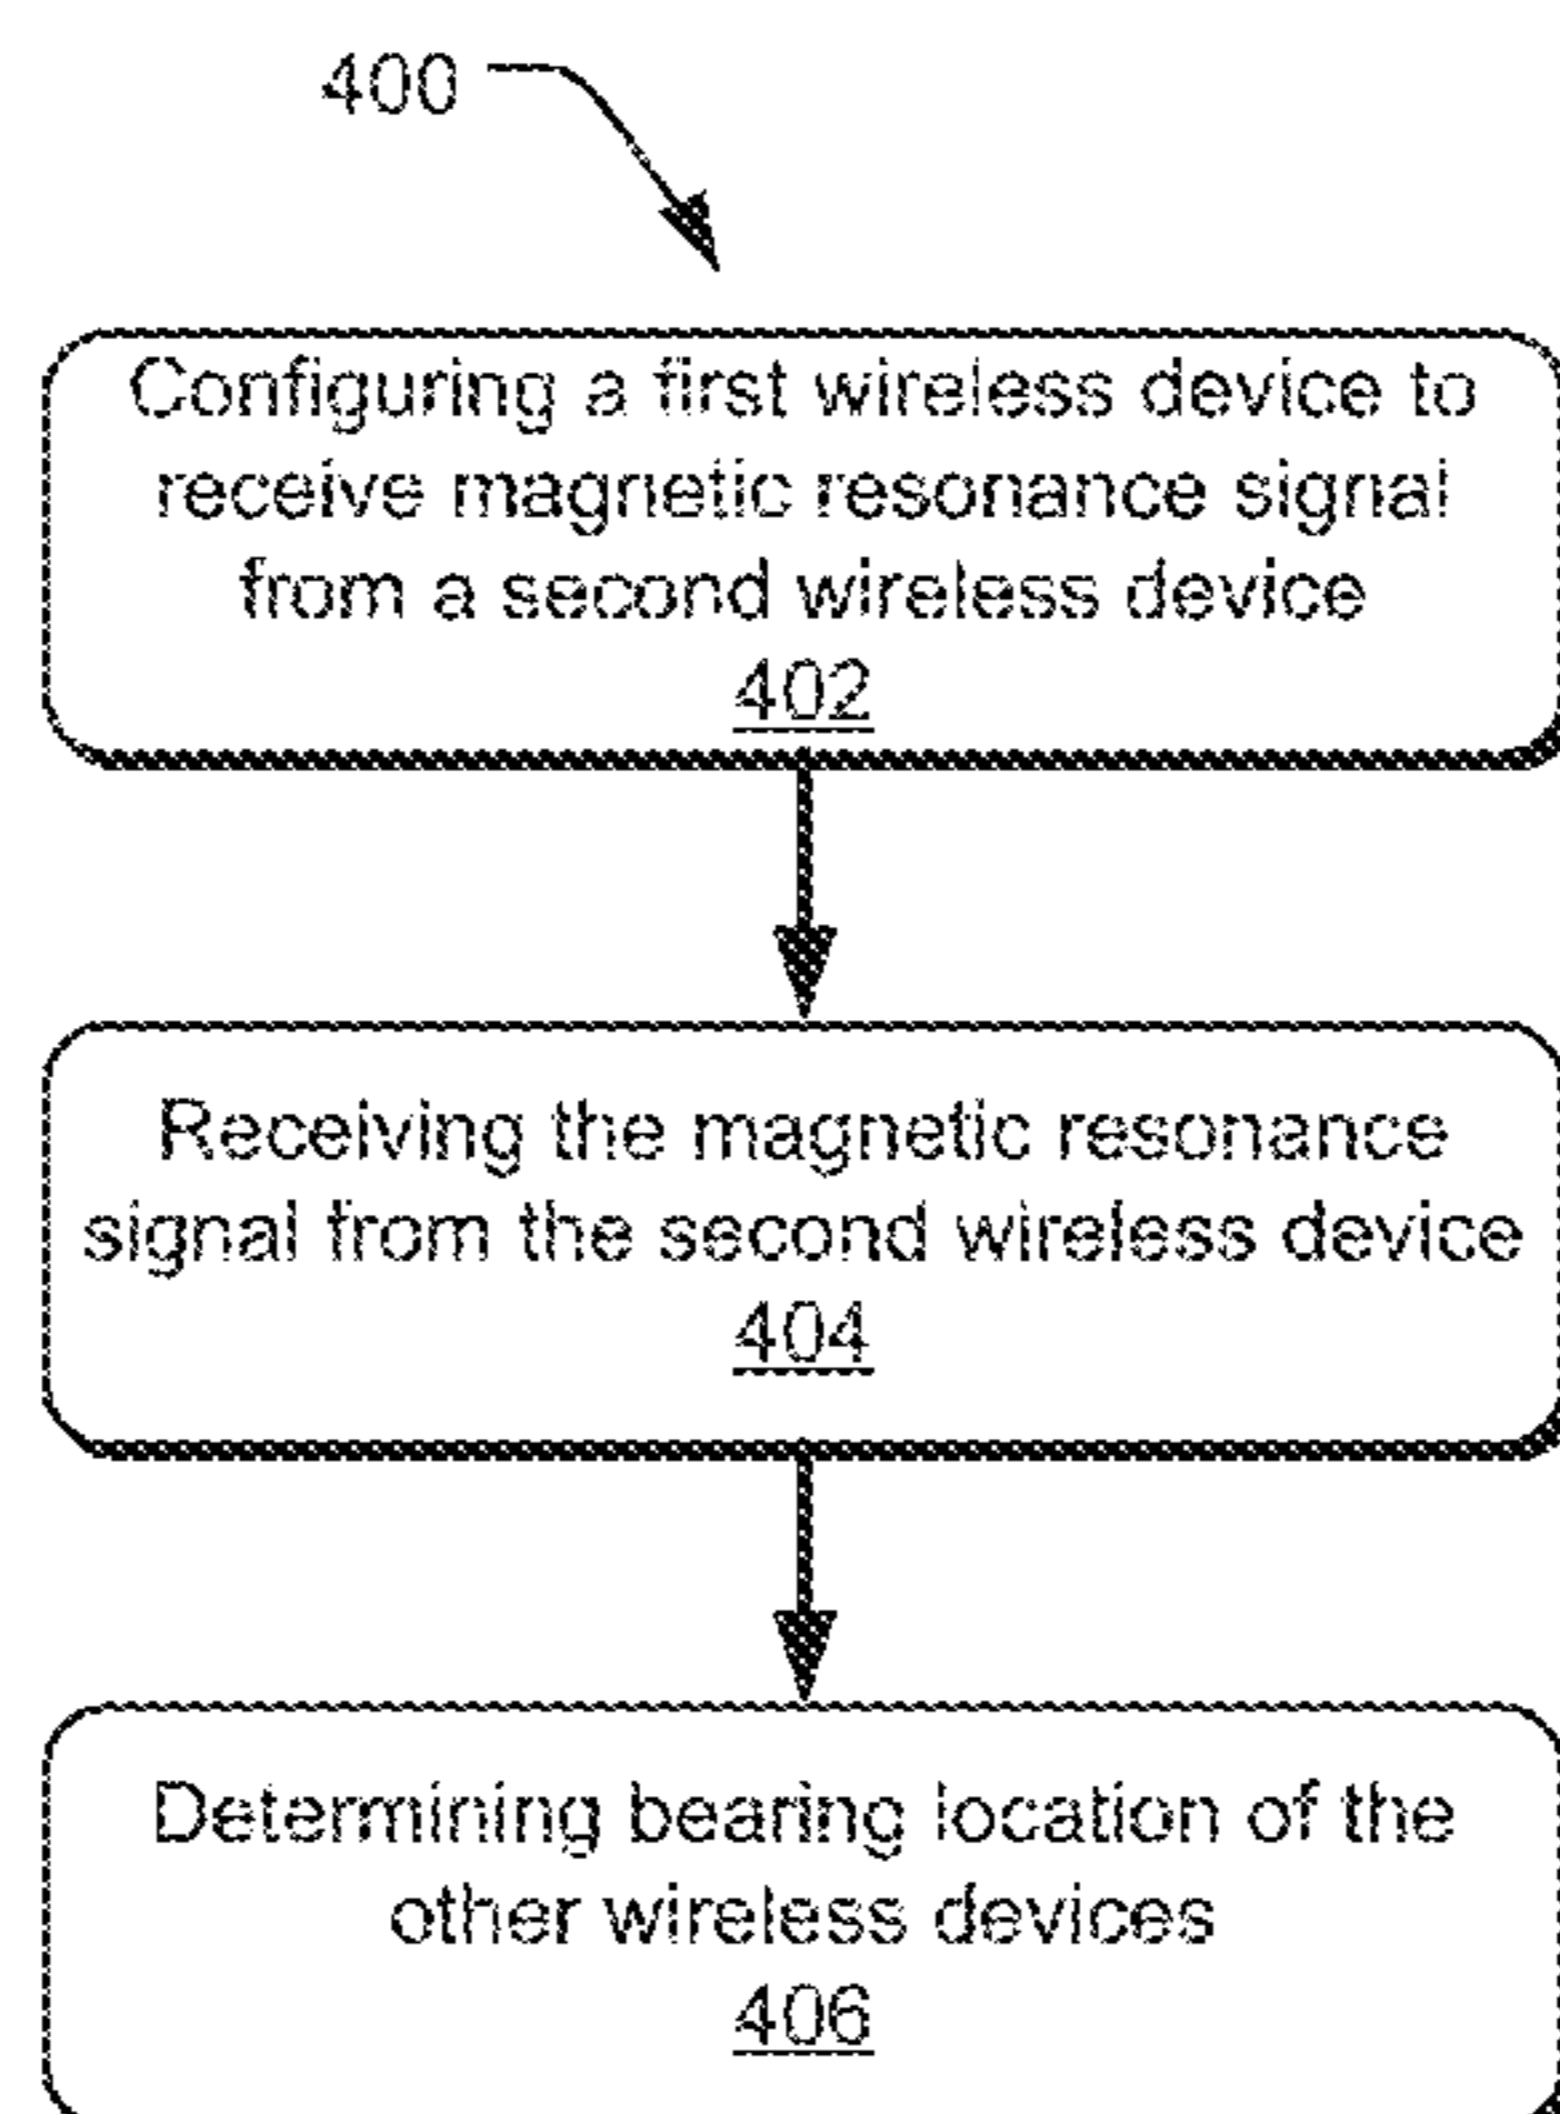 400
Configuring a first wireless device to
receive magnetic resonance signal
from a second wireless device
402
Receiving the magnetic resonance
signal from the second wireless device
404
Determining bearing location of the
other wireless devices
406